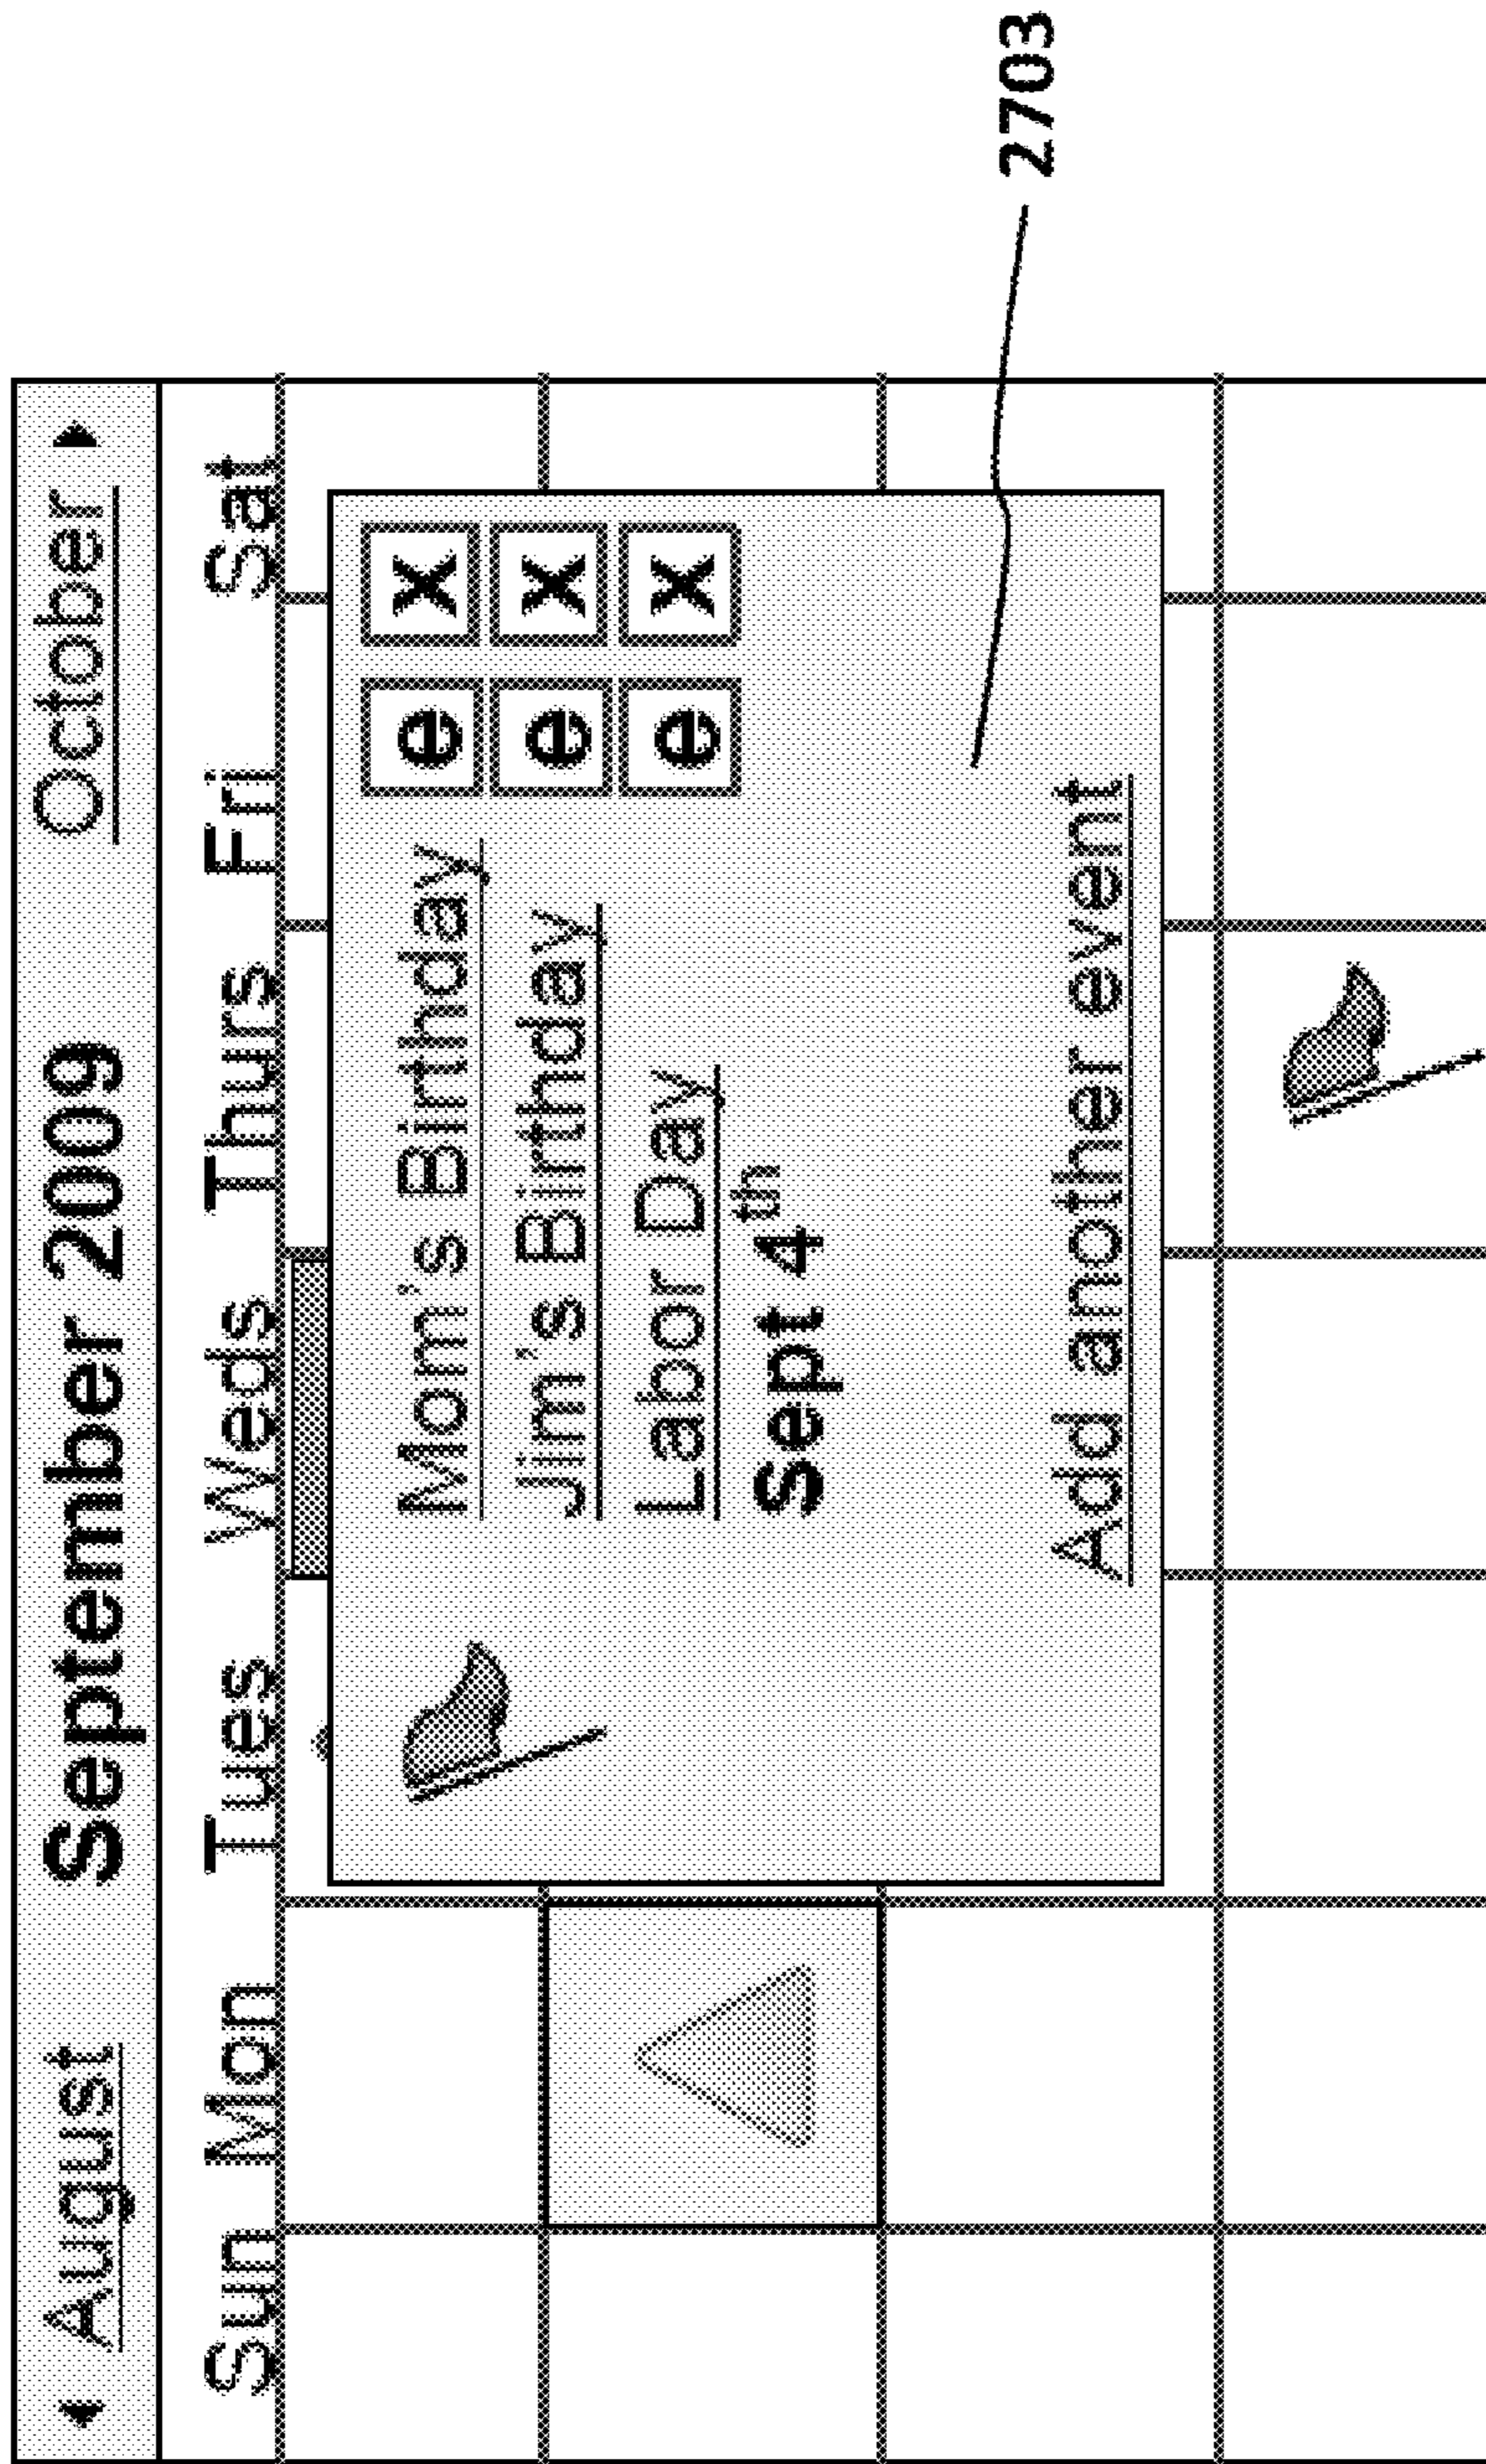 August September 2009 October
Sun Mon Tues Weds Thurs Fri Sat
Mom's Birthday e x
Jim's Birthday e x
Labor Day e x
Sept 4th
Add another event
2703